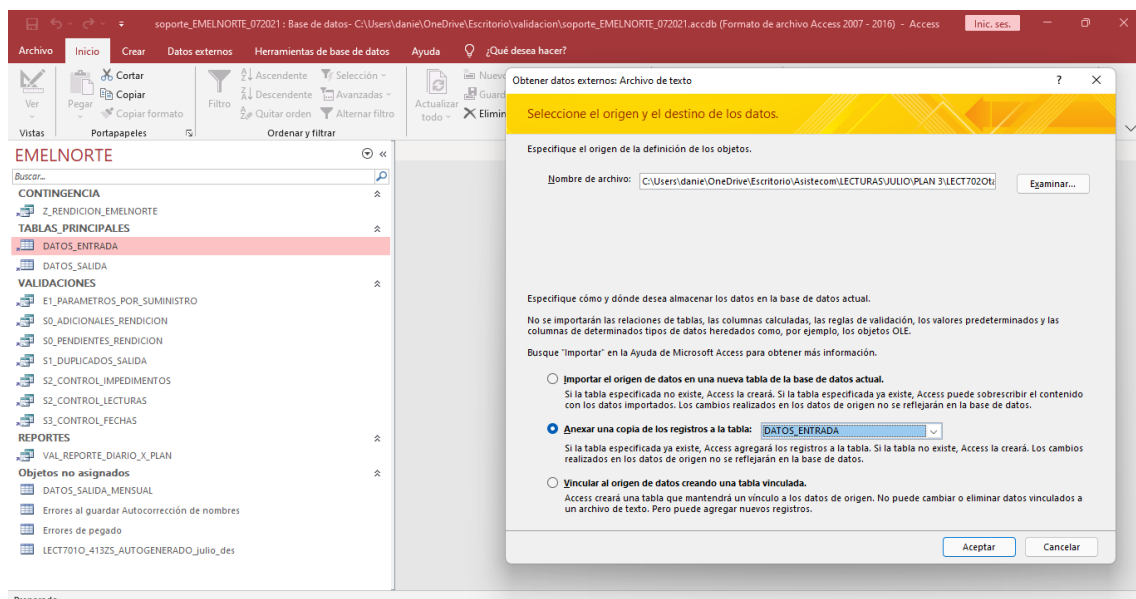 soporte_EMELNORTE_072021 : Base de datos- C:\Users\danie\OneDrive\Escritorio\validacion\soporte_EMELNORTE_072021.accdb (Formato de archivo Access 2007 - 2016) - Access
Inic. ses.
Archivo Inicio Crear Datos externos Herramientas de base de datos Ayuda ¿Qué desea hacer?
Ver
Pegar
Cortar
Copiar
Copiar formato
Filtro
Ascendente
Descendente
Quitar orden
Selección
Avanzadas
Alternar filtro
Actualizar todo
Nuevo
Guard
Elimin
Vistas Portapapeles Ordenar y filtrar
EMELNORTE
Buscar...
CONTINGENCIA
Z_RENDICION_EMELNORTE
TABLAS_PRINCIPALES
DATOS_ENTRADA
DATOS_SALIDA
VALIDACIONES
E1_PARAMETROS_POR_SUMINISTRO
S0_ADICIONALES_RENDICION
S0_PENDIENTES_RENDICION
S1_DUPLICADOS_SALIDA
S2_CONTROL_IMPEDIMENTOS
S2_CONTROL_LECTURAS
S3_CONTROL_FECHAS
REPORTES
VAL_REPORTE_DIARIO_X_PLAN
Objetos no asignados
DATOS_SALIDA_MENSUAL
Errores al guardar Autocorrección de nombres
Errores de pegado
LECT701O_413ZS_AUTOGENERADO_julio_des
Obtener datos externos: Archivo de texto
Seleccione el origen y el destino de los datos.
Especifique el origen de la definición de los objetos.
Nombre de archivo: C:\Users\danie\OneDrive\Escritorio\Asistecom\LECTURAS\JULIO\PLAN 3\LECT702Ot Examinar...
Especifique cómo y dónde desea almacenar los datos en la base de datos actual.
No se importarán las relaciones de tablas, las columnas calculadas, las reglas de validación, los valores predeterminados y las
columnas de determinados tipos de datos heredados como, por ejemplo, los objetos OLE.
Busque "Importar" en la Ayuda de Microsoft Access para obtener más información.
Importar el origen de datos en una nueva tabla de la base de datos actual.
Si la tabla especificada no existe, Access la creará. Si la tabla especificada ya existe, Access puede sobrescribir el contenido
con los datos importados. Los cambios realizados en los datos de origen no se reflejarán en la base de datos.
Anexar una copia de los registros a la tabla: DATOS_ENTRADA
Si la tabla especificada ya existe, Access agregará los registros a la tabla. Si la tabla no existe, Access la creará. Los cambios
realizados en los datos de origen no se reflejarán en la base de datos.
Vincular al origen de datos creando una tabla vinculada.
Access creará una tabla que mantendrá un vínculo a los datos de origen. No puede cambiar o eliminar datos vinculados a
un archivo de texto. Pero puede agregar nuevos registros.
Aceptar Cancelar